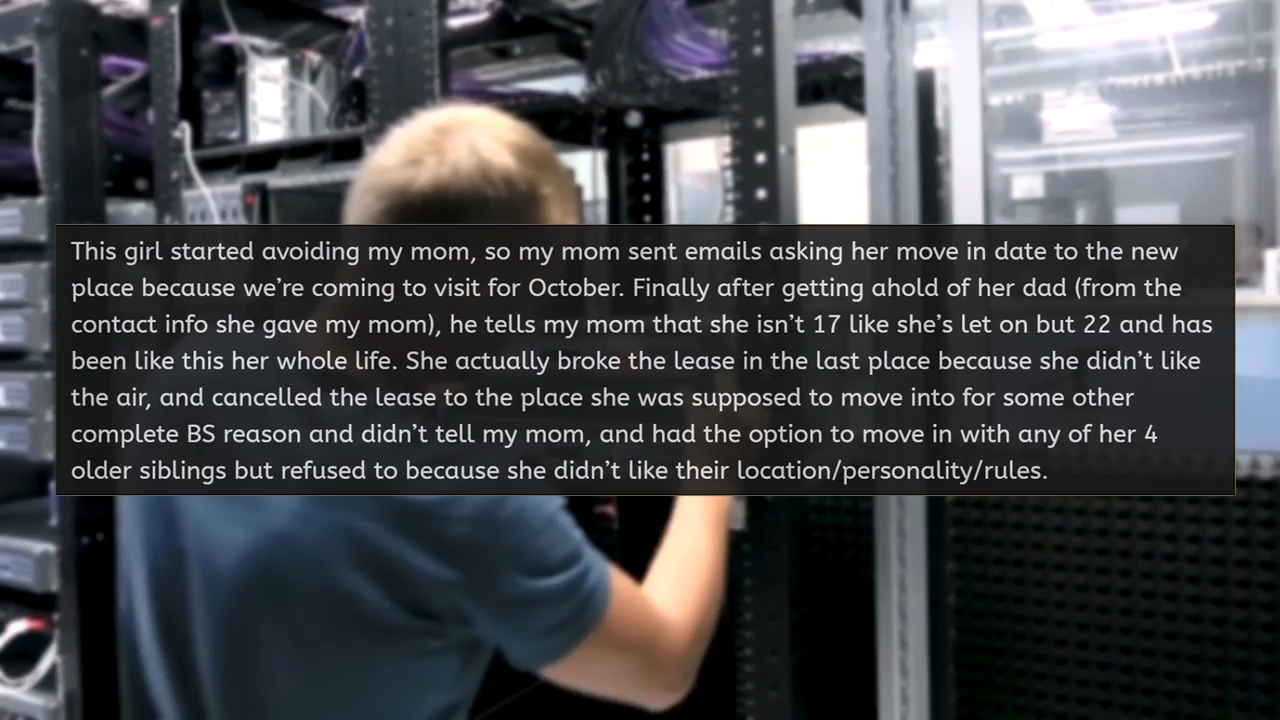 This girl started avoiding my mom, so my mom sent emails asking her move in date to the new
place because we’re coming to visit for October. Finally after getting ahold of her dad (from the
contact info she gave my mom), he tells my mom that she isn’t 17 like she’s let on but 22 and has
been like this her whole life. She actually broke the lease in the last place because she didn’t like
the air, and cancelled the lease to the place she was supposed to move into for some other
complete BS reason and didn’t tell my mom, and had the option to move in with any of her 4
older siblings but refused to because she didn’t like their location/personality/rules.